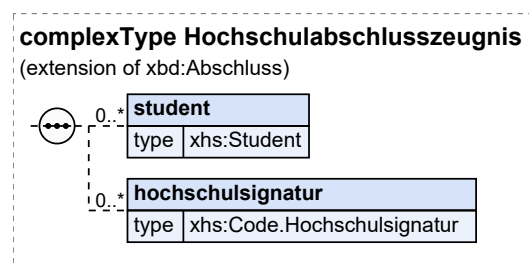 complexType Hochschulabschlusszeugnis
(extension of xbd:Abschluss)
0..* student
type xhs:Student
0..* hochschulsignatur
type xhs:Code.Hochschulsignatur